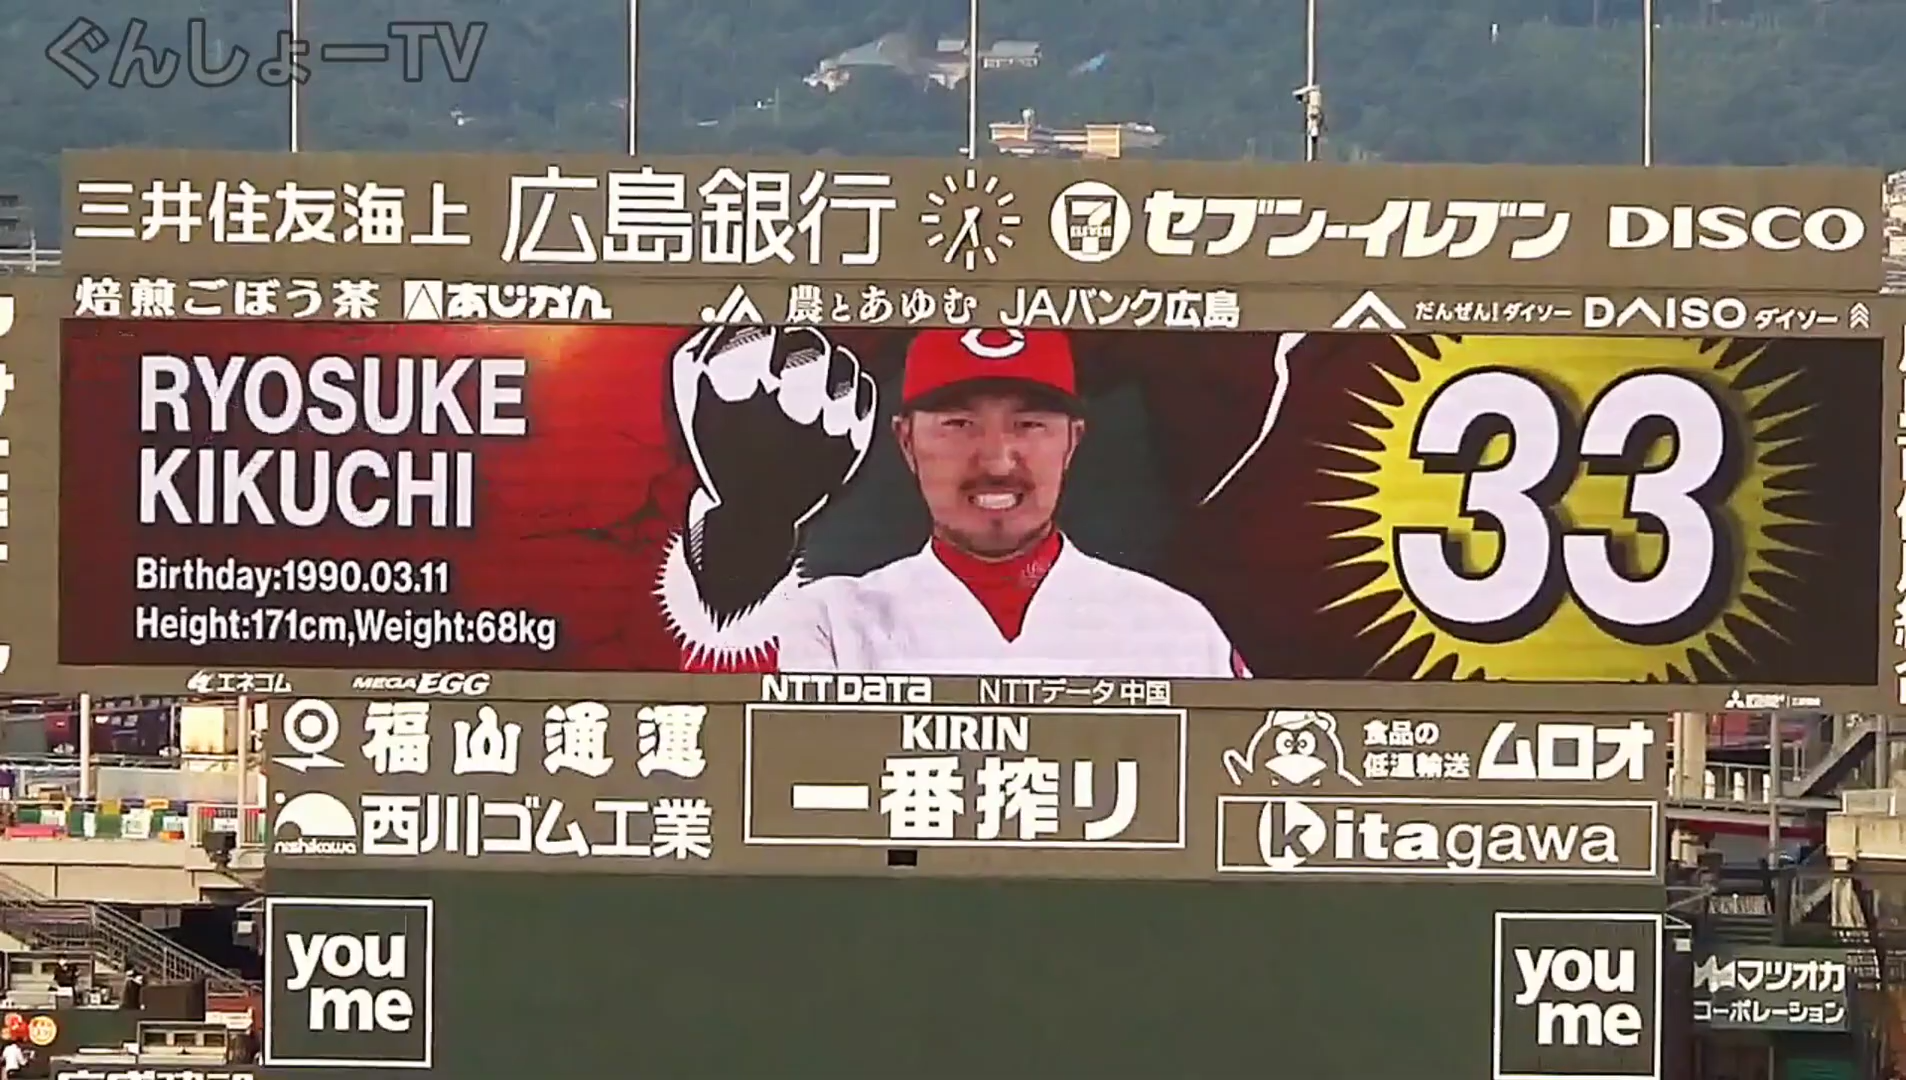 ぐんしょーTV
三井住友海上 広島銀行 7 ELEVEN セブン-イレブン DISCO
焙煎ごぼう茶 あじかん 農とあゆむ JAバンク広島 だんぜん!ダイソー DAISO ダイソー
RYOSUKE
KIKUCHI
Birthday:1990.03.11
Height:171cm,Weight:68kg
33
エネコム MEGA EGG NTT DATA NTTデータ中国
福山通運
KIRIN
一番搾り
食品の
低温輸送 ムロオ
nishikawa 西川ゴム工業
Kitagawa
you
me
you
me
マツオカ
コーポレーション